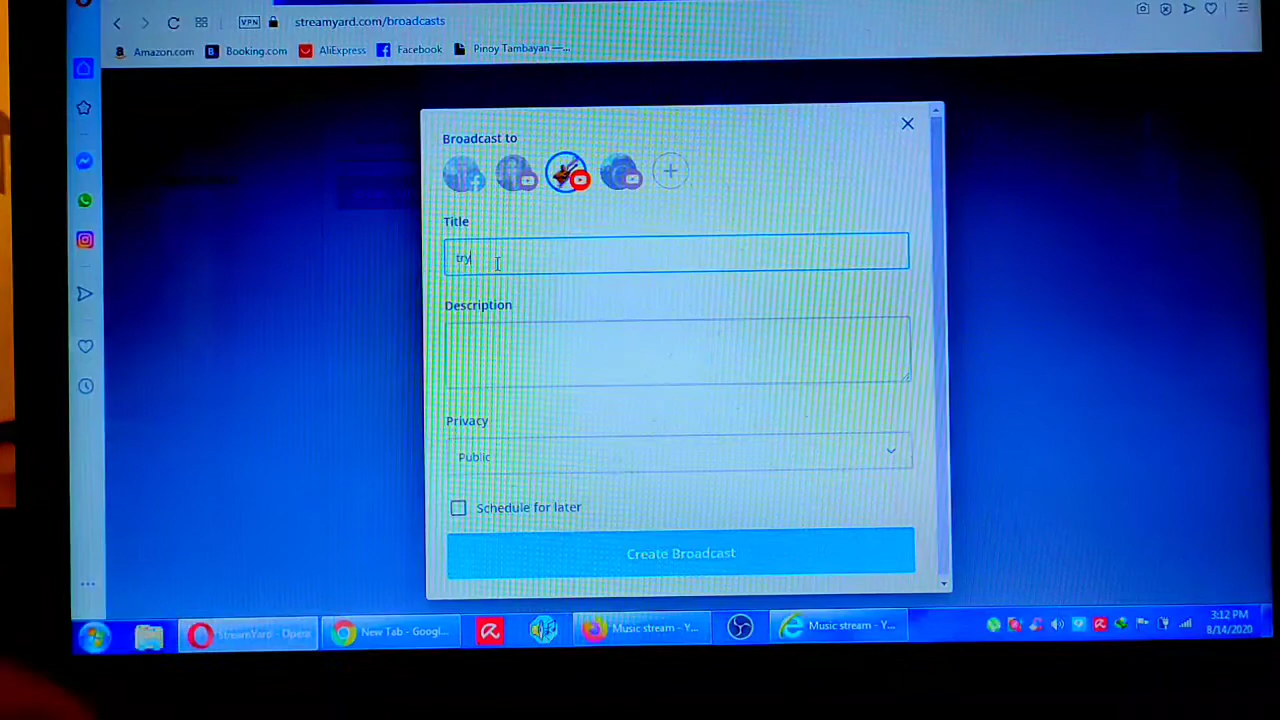 VPN streamyard.com/broadcasts
Amazon.com B Booking.com AliExpress Facebook Pinoy Tambayan —...
Broadcast to
Title
try
Description
Privacy
Public
Schedule for later
Create Broadcast
StreamYard - Opera New Tab - Googl... Music stream - Y... Music stream - Y...
3:12 PM
8/14/2020